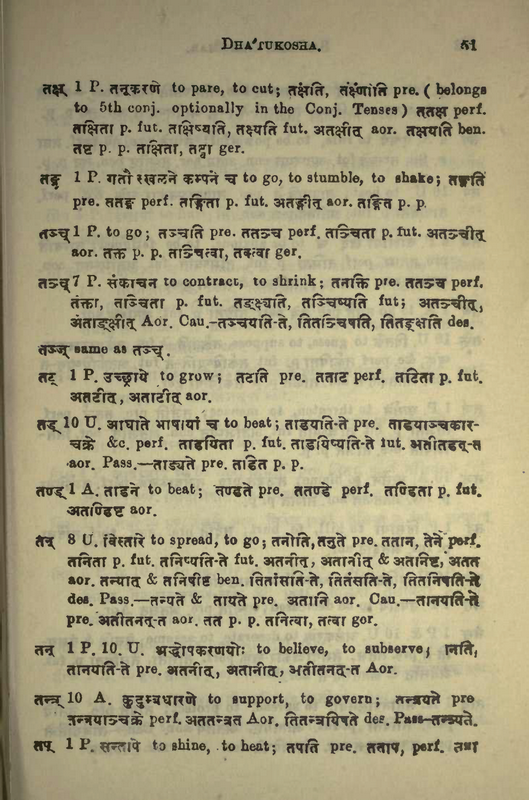 DHA'TUKOSHA. 51
तक्ष् 1 P. तनूकरणे to pare, to cut; तक्षति, तक्ष्णोति pre. ( belongs
to 5th conj. optionally in the Conj. Tenses ) ततक्ष perf.
तक्षिता p. fut. तक्षिष्यति, तक्ष्यति fut. अतक्षीत् aor. तक्षयति ben.
तष्ट p. p. तक्षिता, तष्ट्वा ger.
तङ्ग् 1 P. गतौ स्खलने कम्पने च to go, to stumble, to shake; तङ्गति
pre. ततङ्ग perf. तङ्गिता p. fut. अतङ्गीत् aor. तङ्गित p. p.
तञ्च् 1 P. to go; तञ्चति pre. ततञ्च perf. तञ्चिता p. fut. अतञ्चीत्
aor. तक्त p. p. तञ्चित्वा, तक्त्वा ger.
तञ्च् 7 P. संकोचने to contract, to shrink; तनक्ति pre. ततञ्च perf.
तंक्ता, तञ्चिता p. fut. तङ्क्ष्यति, तञ्चिष्यति fut; अतञ्चीत्,
अताङ्क्षीत् Aor. Cau.-तञ्चयति-ते, तितञ्चिषति, तितङ्क्षति des.
तञ्ज् same as तञ्च्.
तट् 1 P. उच्छ्राये to grow; तटति pre. तताट perf. तटिता p. fut.
अतटीत्, अताटीत् aor.
तड् 10 U. आघाते भाषायां च to beat; ताडयति-ते pre. ताडयाञ्चकार-
चक्रे &c. perf. ताडयिता p. fut. ताडयिष्यति-ते fut. अतीतडत्-त
aor. Pass.—ताड्यते pre. ताडित p. p.
तण्ड् 1 A. ताडने to beat; तण्डते pre. ततण्डे perf. तण्डिता p. fut.
अतण्डिष्ट aor.
तन् 8 U. विस्तारे to spread, to go; तनोति, तनुते pre. ततान, तेने perf.
तनिता p. fut. तनिष्यति-ते fut. अतनीत्, अतानीत् & अतनिष्ट, अतत
aor. तन्यात् & तनिषीष्ट ben. तितांसति-ते, तितंसति-ते, तितनिषति-ते
des. Pass.—तन्यते & तायते pre. अतानि aor. Cau.—तानयति-ते
pre. अतीतनत्-त aor. तत p. p. तनित्वा, तत्वा ger.
तन् 1 P. 10. U. श्रद्धोपकरणयोः to believe, to subserve; तनति,
तानयति-ते pre. अतनीत्, अतानीत्, अतीतनत्-त Aor.
तन्त्र् 10 A. कुटुम्बधारणे to support, to govern; तन्त्रयते pre
तन्त्रयाञ्चक्रे perf. अततन्त्रत Aor. तितन्त्रयिषते des. Pass-तन्त्र्यते.
तप् 1 P. सन्तापे to shine, to heat; तपति pre. तताप, perf. तप्ता